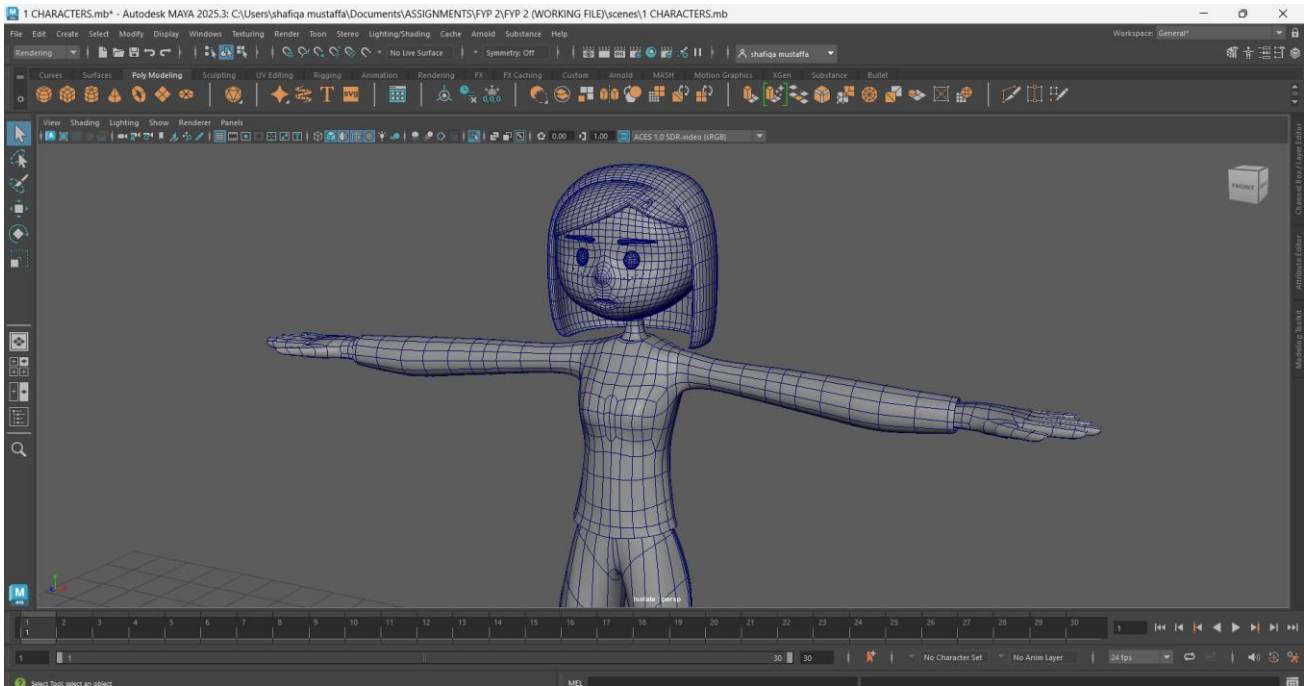 1 CHARACTERS.mb* - Autodesk MAYA 2025.3: C:\Users\shafiqa mustaffa\Documents\ASSIGNMENTS\FYP 2\FYP 2 (WORKING FILE)\scenes\1 CHARACTERS.mb
File Edit Create Select Modify Display Windows Texturing Render Toon Stereo Lighting/Shading Cache Arnold Substance Help Workspace: General*
Rendering No Live Surface Symmetry: Off shafiqa mustaffa
Curves Surfaces Poly Modeling Sculpting UV Editing Rigging Animation Rendering FX FX Caching Custom Arnold MASH Motion Graphics XGen Substance Bullet
T SVG 0,0,0
View Shading Lighting Show Renderer Panels
0.00 1.00 ACES 1.0 SDR-video (sRGB)
FRONT
Channel Box / Layer Editor
Attribute Editor
Modeling Toolkit
isolate : persp
M
1 2 3 4 5 6 7 8 9 10 11 12 13 14 15 16 17 18 19 20 21 22 23 24 25 26 27 28 29 30
1 1
1 1 30 30 No Character Set No Anim Layer 24 fps
Select Tool: select an object MEL